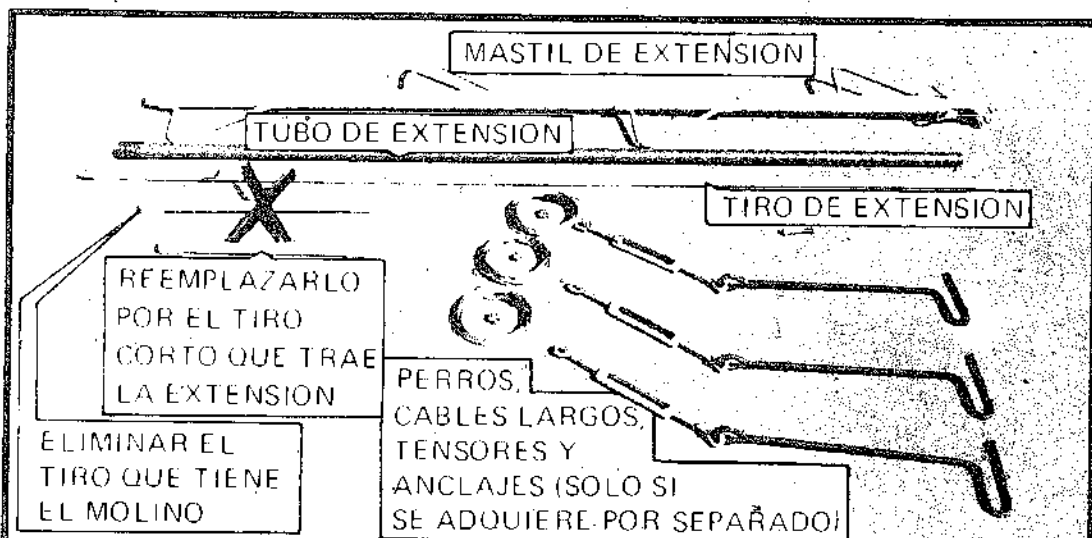 MASTIL DE EXTENSION
TUBO DE EXTENSION
TIRO DE EXTENSION
REEMPLAZARLO
POR EL TIRO
CORTO QUE TRAE
LA EXTENSION
ELIMINAR EL
TIRO QUE TIENE
EL MOLINO
PERROS,
CABLES LARGOS,
TENSORES Y
ANCLAJES (SOLO SI
SE ADQUIERE POR SEPARADO)